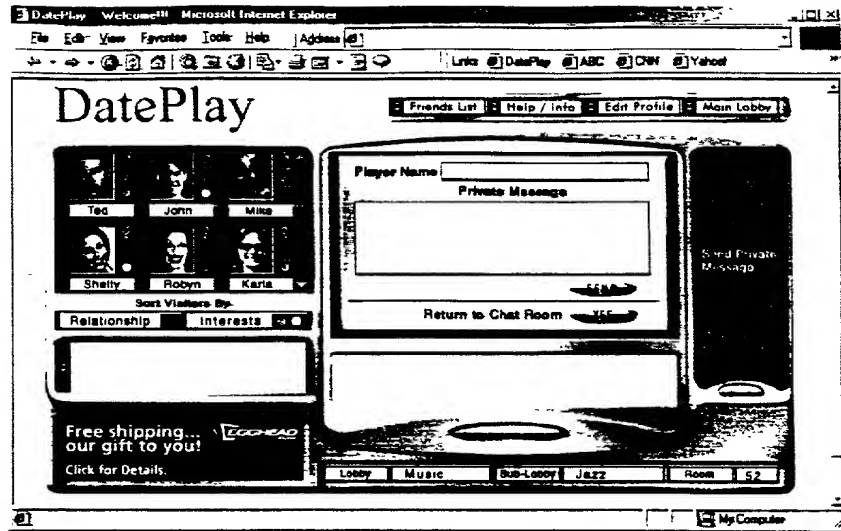 DatePlay Welcome!!! Microsoft Internet Explorer
File Edit View Favorites Tools Help Address
Links DatePlay ABC CNN Yahoo!
DatePlay
Friends List Help / Info Edit Profile Main Lobby
Ted John Mike
Shelly Robyn Karla
Sort Visitors By
Relationship Interests
Player Name
Private Message
SEND
Return to Chat Room YES
Send Private
Message
Free shipping...
our gift to you!
EGGHEAD
Click for Details.
Lobby Music Sub-Lobby Jazz Room 52
My Computer